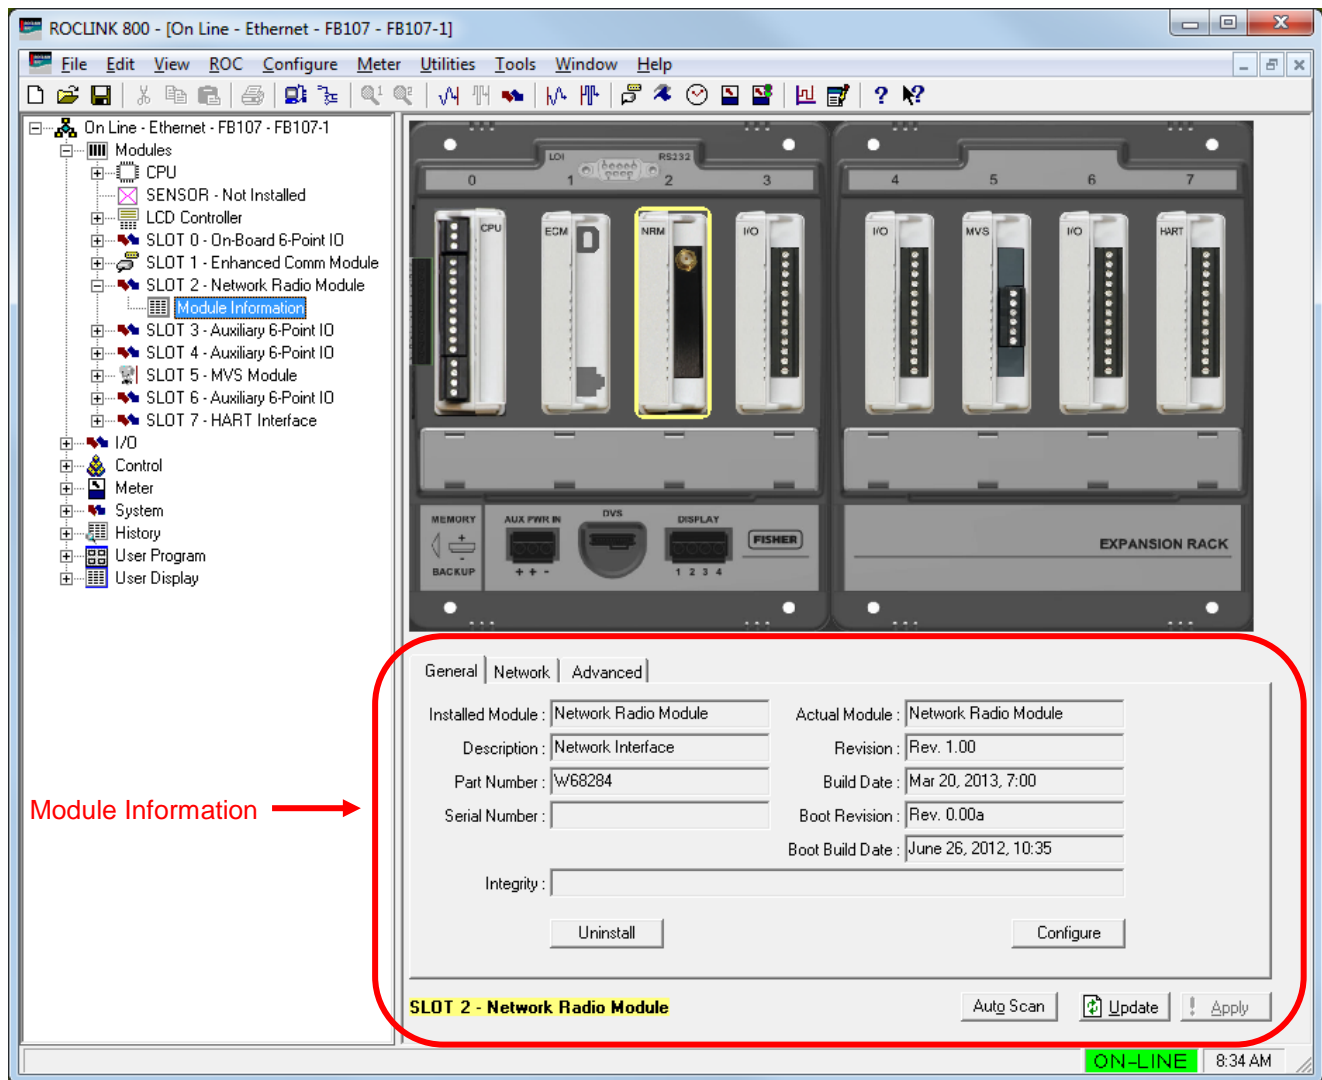 ROCLINK 800 - [On Line - Ethernet - FB107 - FB107-1]
File Edit View ROC Configure Meter Utilities Tools Window Help
On Line - Ethernet - FB107 - FB107-1
Modules
CPU
SENSOR - Not Installed
LCD Controller
SLOT 0 - On-Board 6-Point IO
SLOT 1 - Enhanced Comm Module
SLOT 2 - Network Radio Module
Module Information
SLOT 3 - Auxiliary 6-Point IO
SLOT 4 - Auxiliary 6-Point IO
SLOT 5 - MVS Module
SLOT 6 - Auxiliary 6-Point IO
SLOT 7 - HART Interface
I/O
Control
Meter
System
History
User Program
User Display
LOI RS232
0 1 2 3 4 5 6 7
CPU ECM NRM I/O I/O MVS I/O HART
D
MEMORY AUX PWR IN DVS DISPLAY FISHER
EXPANSION RACK
BACKUP + + - 1 2 3 4
General Network Advanced
Installed Module : Network Radio Module Actual Module : Network Radio Module
Description : Network Interface Revision : Rev. 1.00
Part Number : W68284 Build Date : Mar 20, 2013, 7:00
Serial Number : Boot Revision : Rev. 0.00a
Boot Build Date : June 26, 2012, 10:35
Integrity :
Uninstall Configure
Module Information
SLOT 2 - Network Radio Module Auto Scan Update ! Apply
ON-LINE 8:34 AM